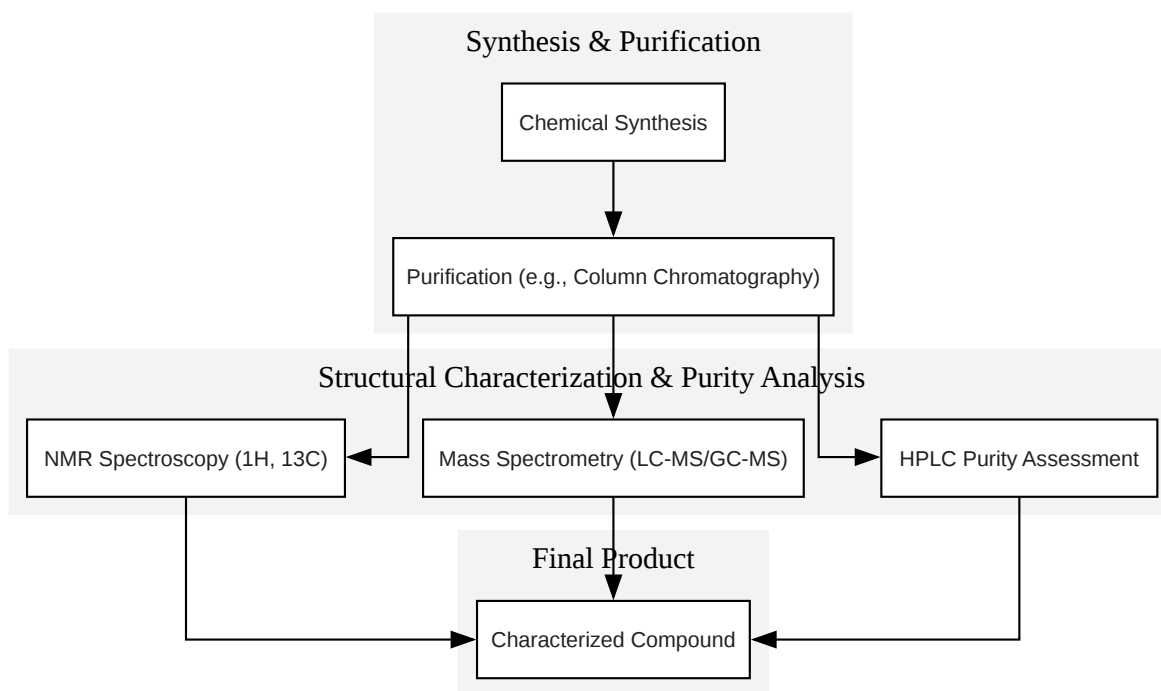 Synthesis & Purification
Chemical Synthesis
Purification (e.g., Column Chromatography)
Structural Characterization & Purity Analysis
NMR Spectroscopy (1H, 13C)
Mass Spectrometry (LC-MS/GC-MS)
HPLC Purity Assessment
Final Product
Characterized Compound